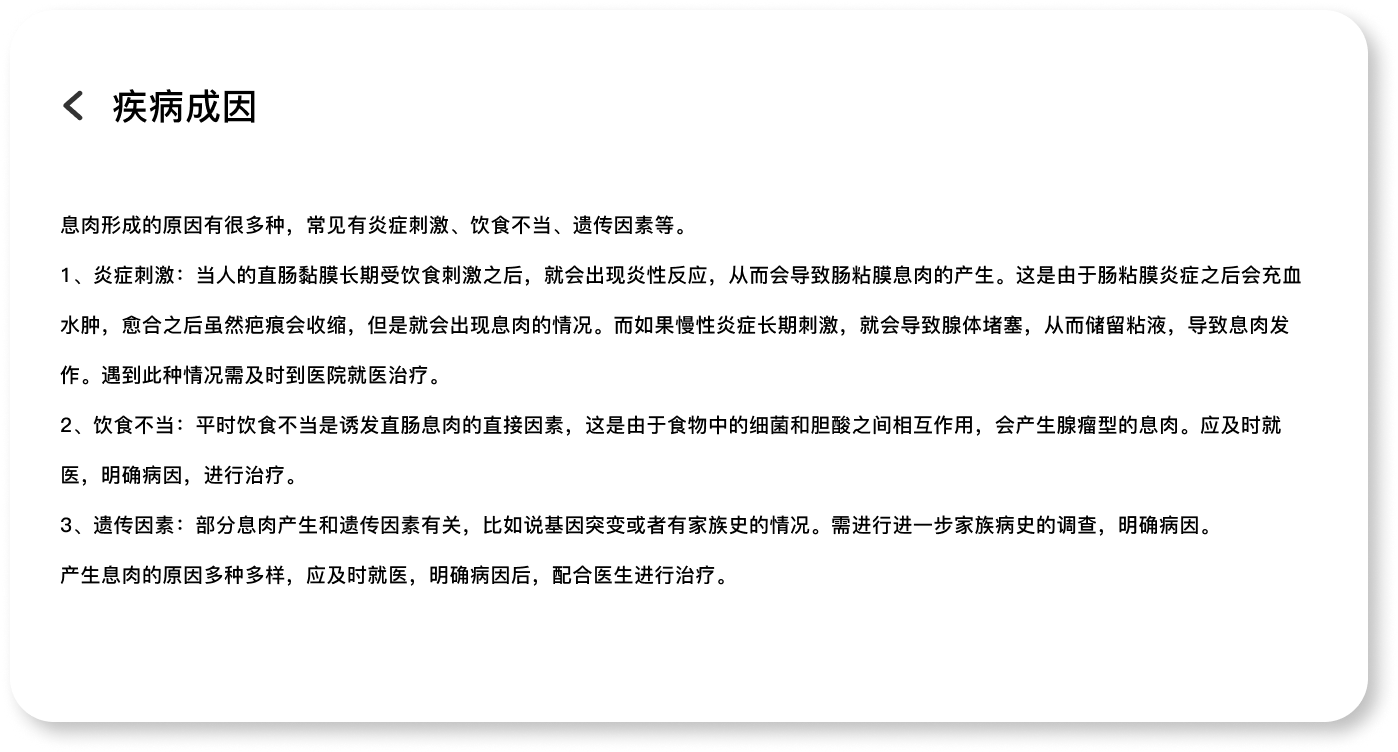 疾病成因
息肉形成的原因有很多种，常见有炎症刺激、饮食不当、遗传因素等。
1、炎症刺激：当人的直肠黏膜长期受饮食刺激之后，就会出现炎性反应，从而会导致肠粘膜息肉的产生。这是由于肠粘膜炎症之后会充血
水肿，愈合之后虽然疤痕会收缩，但是就会出现息肉的情况。而如果慢性炎症长期刺激，就会导致腺体堵塞，从而储留粘液，导致息肉发
作。遇到此种情况需及时到医院就医治疗。
2、饮食不当：平时饮食不当是诱发直肠息肉的直接因素，这是由于食物中的细菌和胆酸之间相互作用，会产生腺瘤型的息肉。应及时就
医，明确病因，进行治疗。
3、遗传因素：部分息肉产生和遗传因素有关，比如说基因突变或者有家族史的情况。需进行进一步家族病史的调查，明确病因。
产生息肉的原因多种多样，应及时就医，明确病因后，配合医生进行治疗。